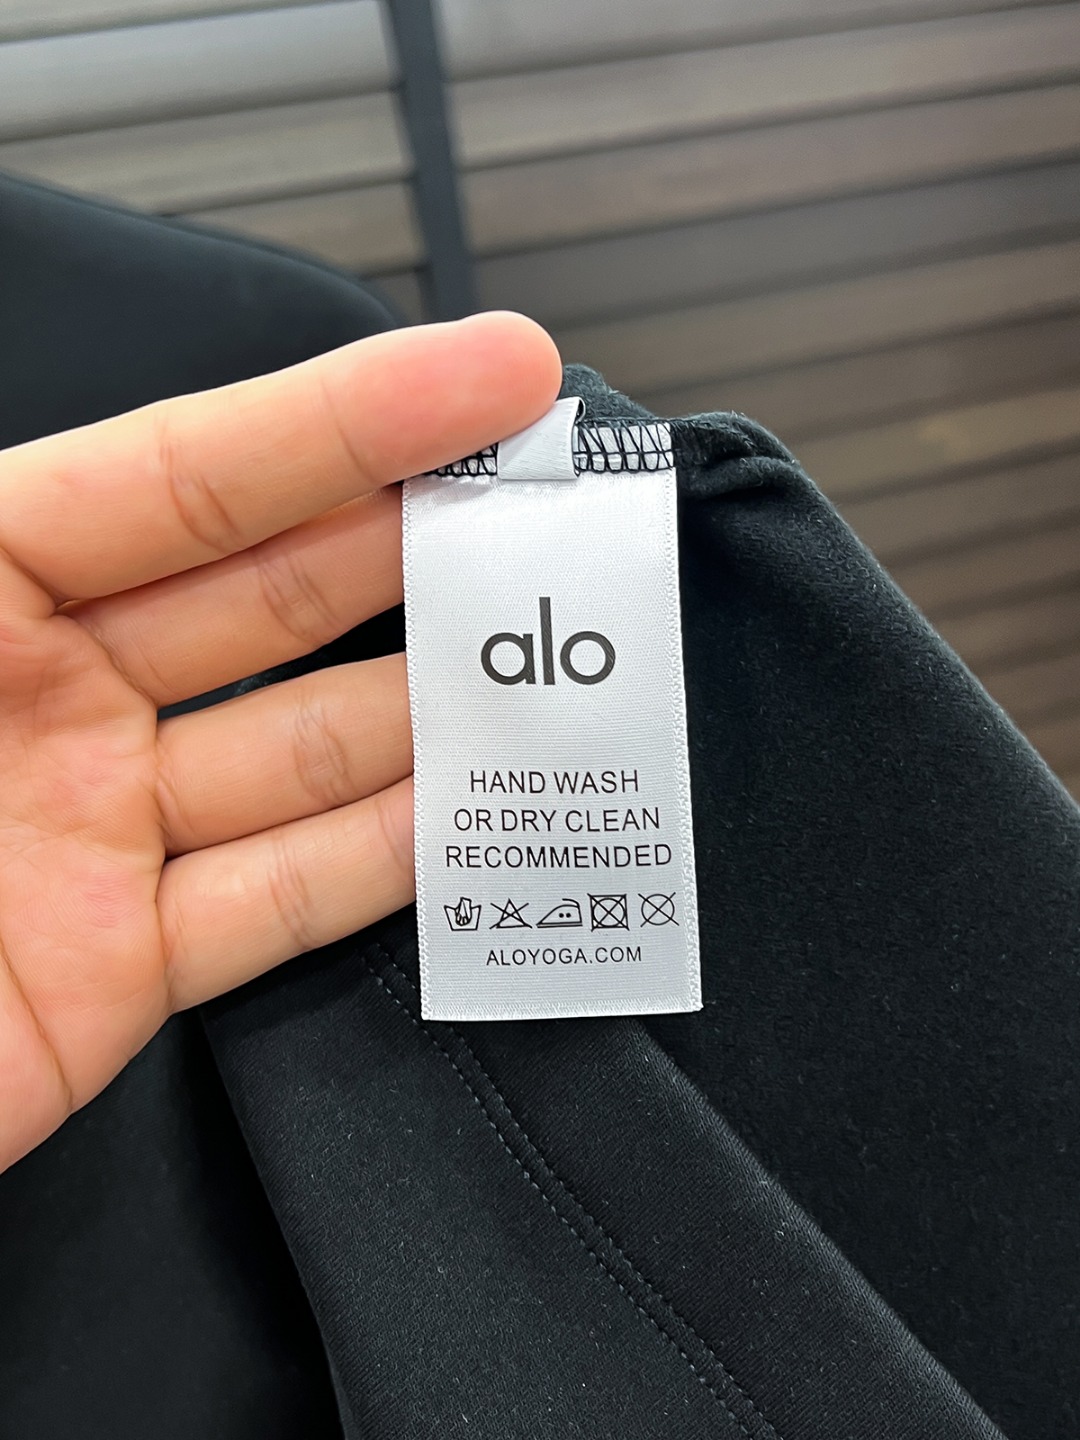 alo
HAND WASH
OR DRY CLEAN
RECOMMENDED
ALOYOGA.COM